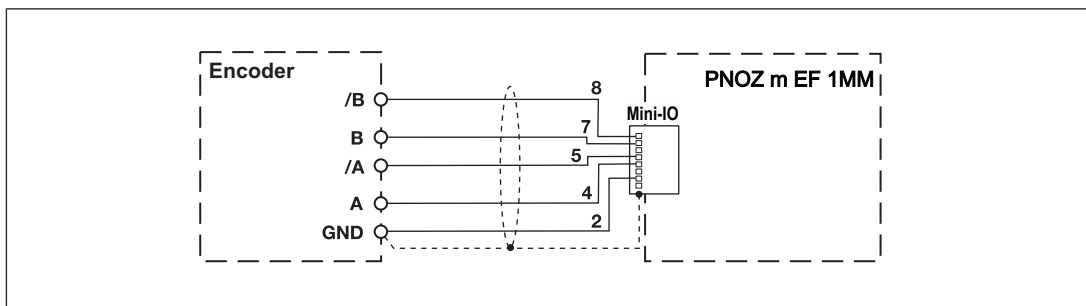 Encoder
PNOZ m EF 1MM
/B
8
Mini-IO
B
7
/A
5
A
4
GND
2